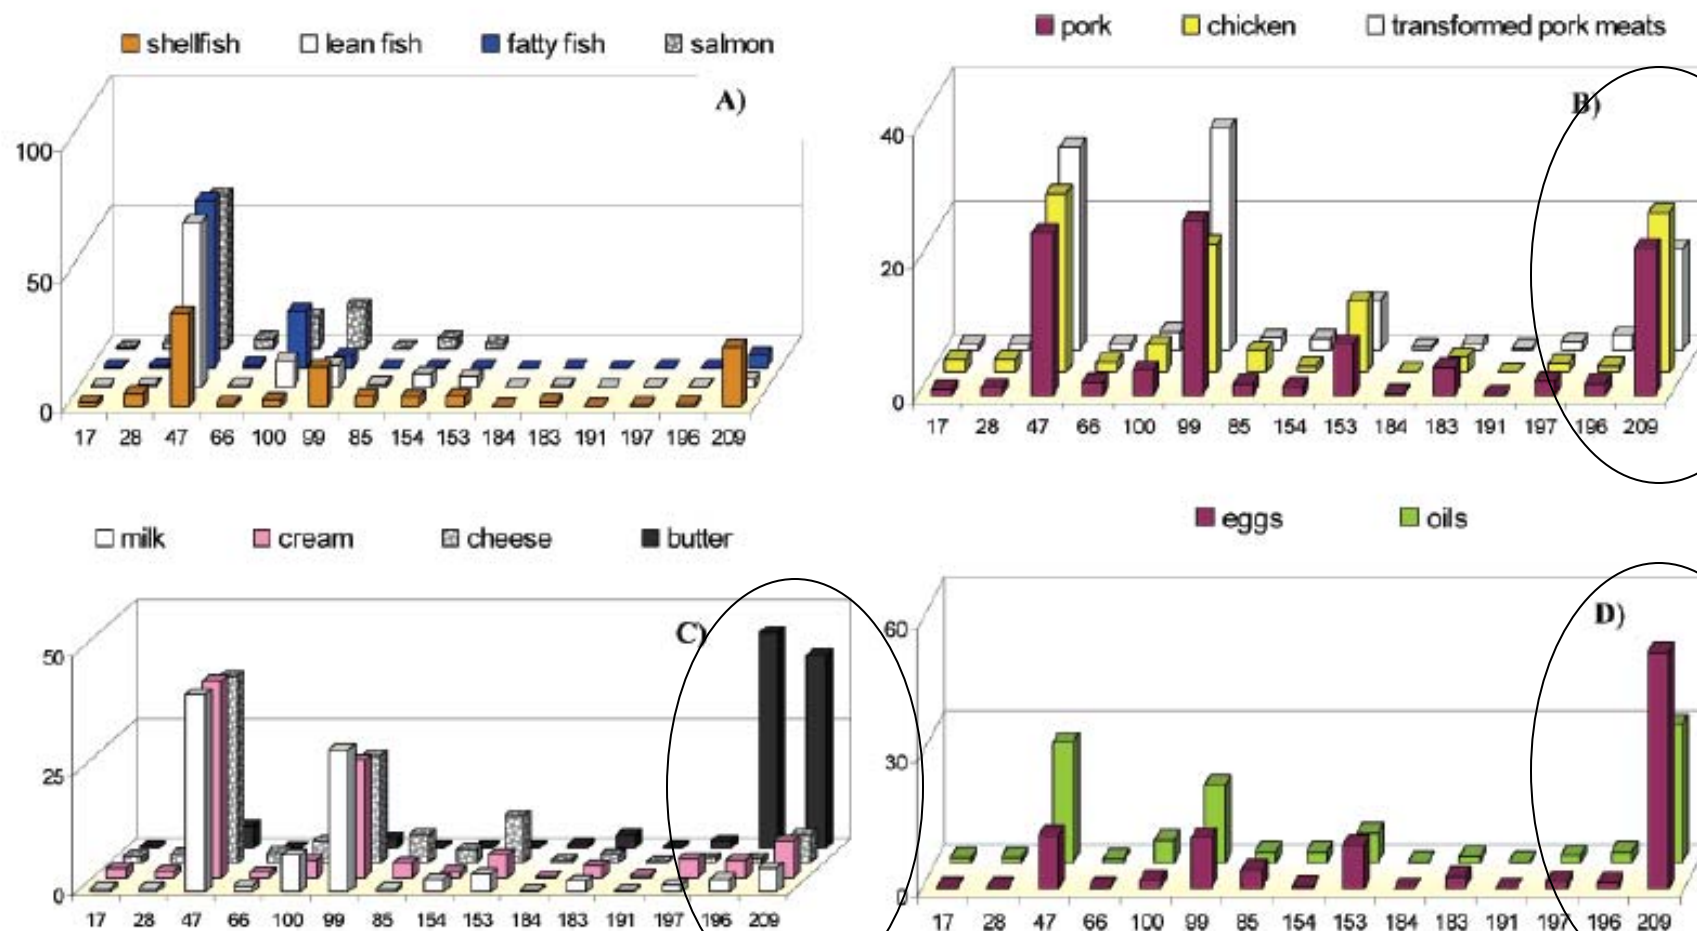 shellfish lean fish fatty fish salmon
A)
100
50
0
17 28 47 66 100 99 85 154 153 184 183 191 197 196 209
pork chicken transformed pork meats
B)
40
20
0
17 28 47 66 100 99 85 154 153 184 183 191 197 196 209
milk cream cheese butter
C)
50
25
0
17 28 47 66 100 99 85 154 153 184 183 191 197 196 209
eggs oils
D)
60
30
0
17 28 47 66 100 99 85 154 153 184 183 191 197 196 209